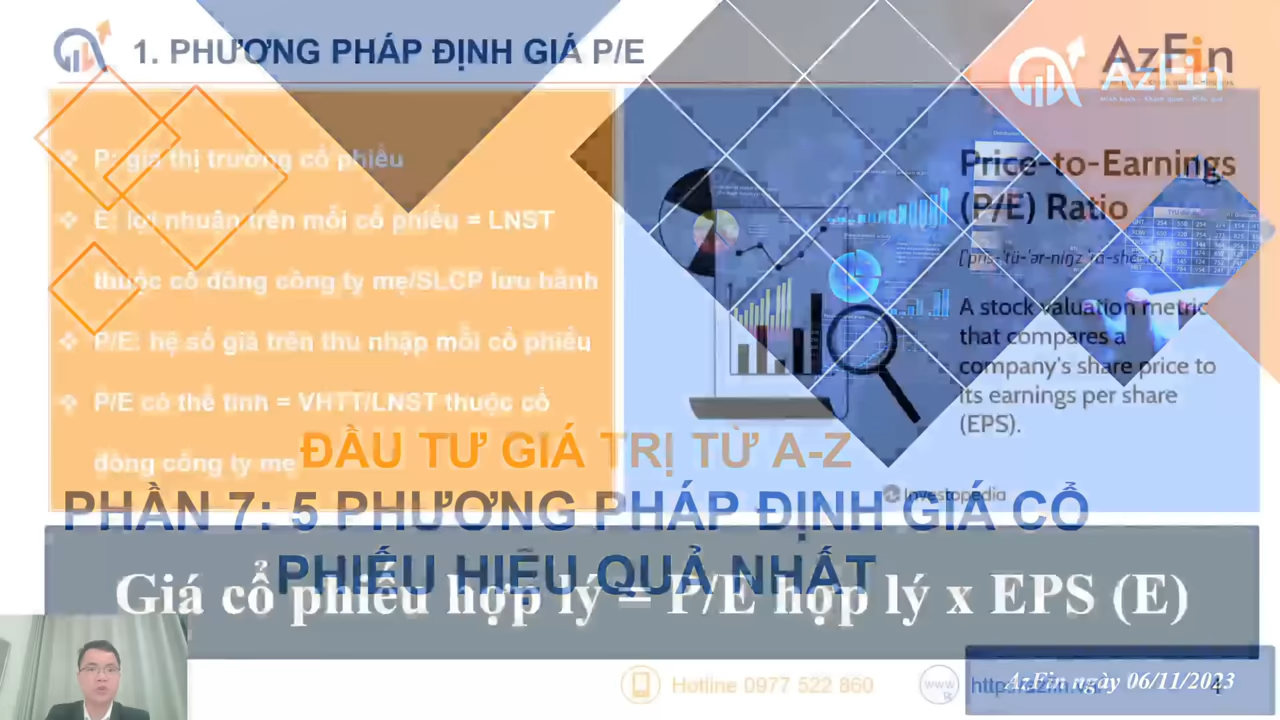 1. PHƯƠNG PHÁP ĐỊNH GIÁ P/E
AzFin
AzFin
P: giá thị trường cổ phiếu
E: lợi nhuận trên mỗi cổ phiếu = LNST
thuộc cổ đông công ty mẹ/SLCP lưu hành
P/E: hệ số giá trên thu nhập mỗi cổ phiếu
P/E có thể tính = VHTT/LNST thuộc cổ
đông công ty mẹ
Price-to-Earnings
(P/E) Ratio
A stock valuation metric
that compares a
company's share price to
its earnings per share
(EPS).
Investopedia
ĐẦU TƯ GIÁ TRỊ TỪ A-Z
PHẦN 7: 5 PHƯƠNG PHÁP ĐỊNH GIÁ CỔ
PHIẾU HIỆU QUẢ NHẤT
Giá cổ phiếu hợp lý = P/E hợp lý x EPS (E)
Hotline 0977 522 860
www
AzFin ngày 06/11/2023
4